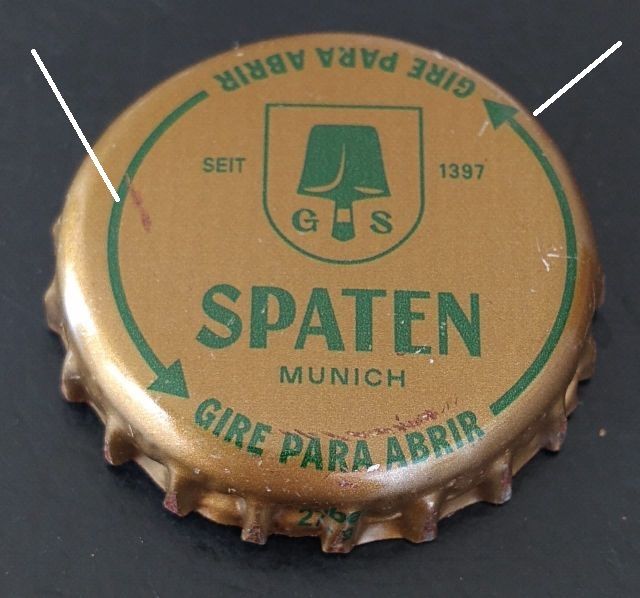 GIRE PARA ABRIR
SEIT 1397
G S
SPATEN
MUNICH
GIRE PARA ABRIR